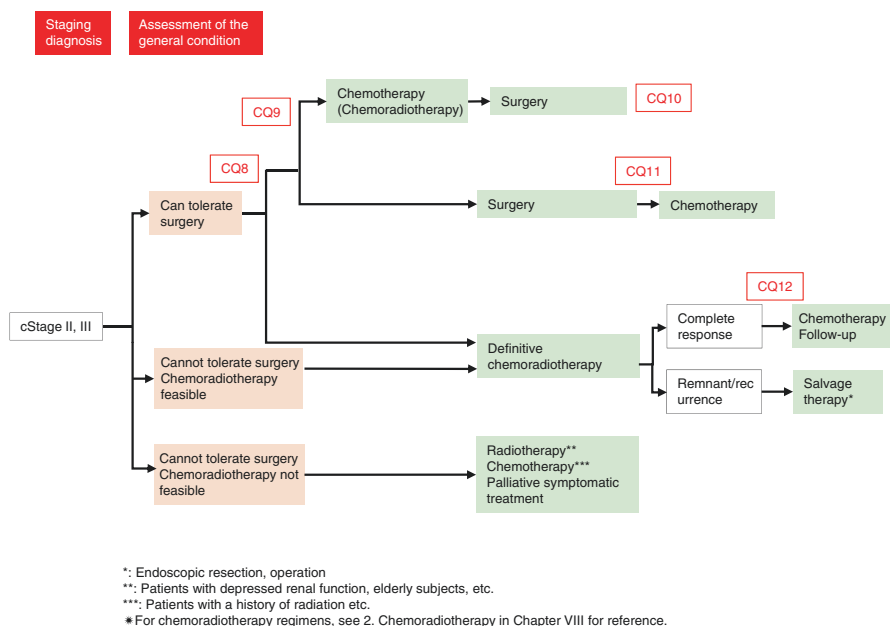 Staging
diagnosis
Assessment of the
general condition
CQ9
Chemotherapy
(Chemoradiotherapy)
Surgery
CQ10
CQ8
CQ11
Can tolerate
surgery
Surgery
Chemotherapy
CQ12
cStage II, III
Complete
response
Chemotherapy
Follow-up
Cannot tolerate surgery
Chemoradiotherapy
feasible
Definitive
chemoradiotherapy
Remnant/rec
urrence
Salvage
therapy*
Cannot tolerate surgery
Chemoradiotherapy not
feasible
Radiotherapy**
Chemotherapy***
Palliative symptomatic
treatment
*: Endoscopic resection, operation
**: Patients with depressed renal function, elderly subjects, etc.
***: Patients with a history of radiation etc.
✷For chemoradiotherapy regimens, see 2. Chemoradiotherapy in Chapter VIII for reference.